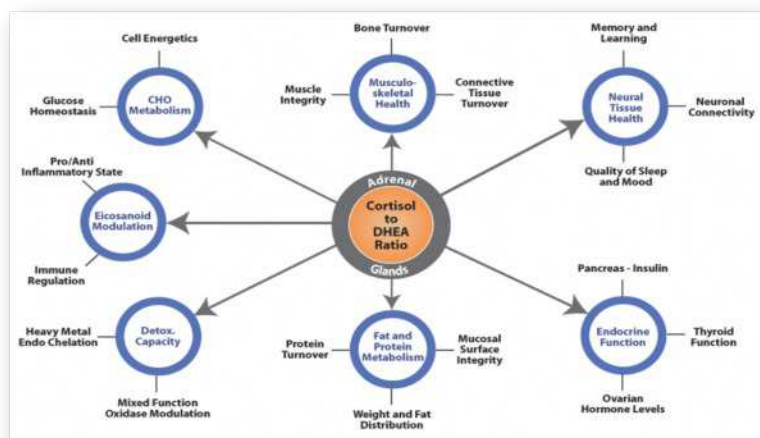 Cell Energetics
Glucose
Homeostasis
CHO
Metabolism
Bone Turnover
Muscle
Integrity
Musculo-
skeletal
Health
Connective
Tissue
Turnover
Memory and
Learning
Neural
Tissue
Health
Neuronal
Connectivity
Quality of Sleep
and Mood
Pro/Anti
Inflammatory State
Eicosanoid
Modulation
Immune
Regulation
Adrenal
Cortisol
to
DHEA
Ratio
Glands
Heavy Metal
Endo Chelation
Detox.
Capacity
Mixed Function
Oxidase Modulation
Protein
Turnover
Fat and
Protein
Metabolism
Mucosal
Surface
Integrity
Weight and Fat
Distribution
Pancreas - Insulin
Endocrine
Function
Thyroid
Function
Ovarian
Hormone Levels